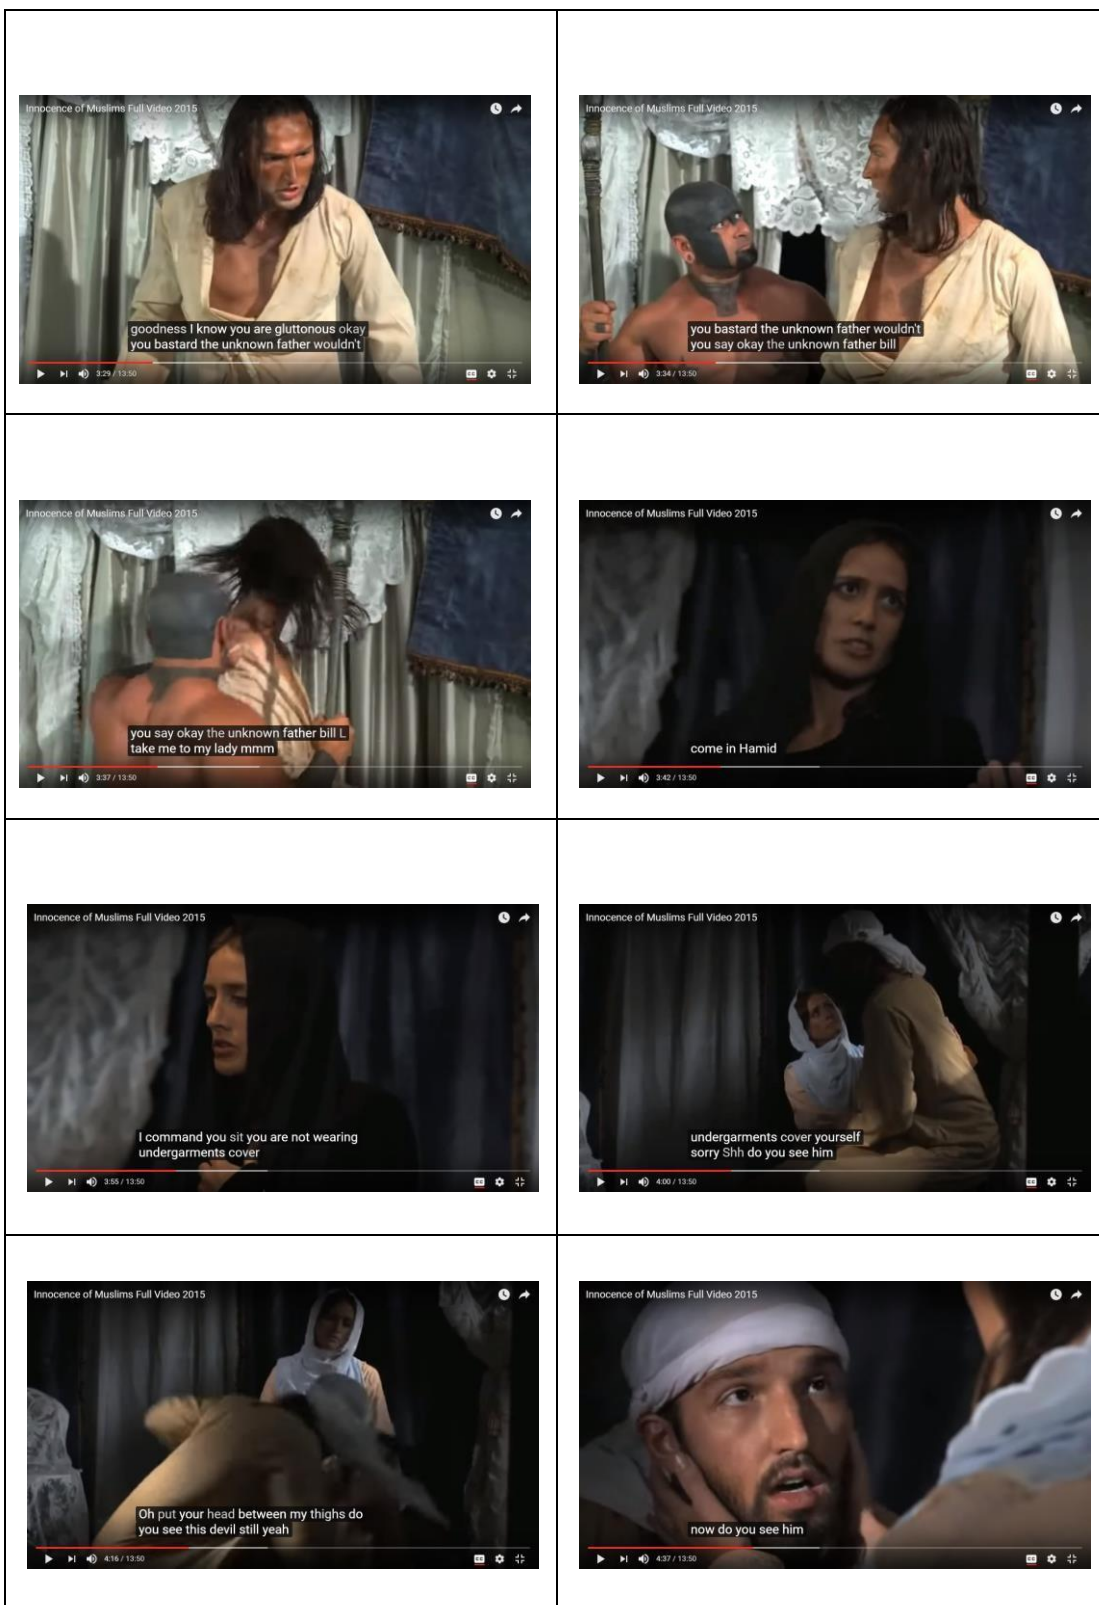 Innocence of Muslims Full Video 2015
goodness I know you are gluttonous okay
you bastard the unknown father wouldn't
3:29 / 13:50
Innocence of Muslims Full Video 2015
you bastard the unknown father wouldn't
you say okay the unknown father bill
3:34 / 13:50
Innocence of Muslims Full Video 2015
you say okay the unknown father bill L
take me to my lady mmm
3:37 / 13:50
Innocence of Muslims Full Video 2015
come in Hamid
3:42 / 13:50
Innocence of Muslims Full Video 2015
I command you sit you are not wearing
undergarments cover
3:55 / 13:50
Innocence of Muslims Full Video 2015
undergarments cover yourself
sorry Shh do you see him
4:00 / 13:50
Innocence of Muslims Full Video 2015
Oh put your head between my thighs do
you see this devil still yeah
4:16 / 13:50
Innocence of Muslims Full Video 2015
now do you see him
4:37 / 13:50